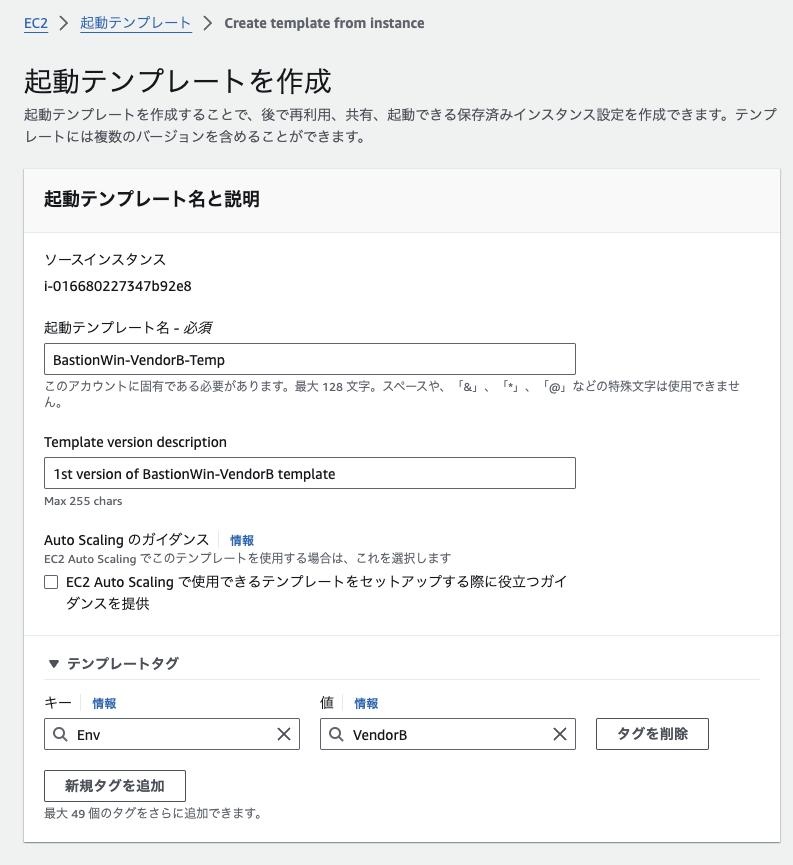 EC2 > 起動テンプレート > Create template from instance
起動テンプレートを作成
起動テンプレートを作成することで、後で再利用、共有、起動できる保存済みインスタンス設定を作成できます。テンプ
レートには複数のバージョンを含めることができます。
起動テンプレート名と説明
ソースインスタンス
i-016680227347b92e8
起動テンプレート名 - 必須
BastionWin-VendorB-Temp
このアカウントに固有である必要があります。最大 128 文字。スペースや、「&」、「*」、「@」などの特殊文字は使用できませ
ん。
Template version description
1st version of BastionWin-VendorB template
Max 255 chars
Auto Scaling のガイダンス 情報
EC2 Auto Scaling でこのテンプレートを使用する場合は、これを選択します
EC2 Auto Scaling で使用できるテンプレートをセットアップする際に役立つガイ
ダンスを提供
▼ テンプレートタグ
キー 情報 値 情報
Env VendorB タグを削除
新規タグを追加
最大 49 個のタグをさらに追加できます。